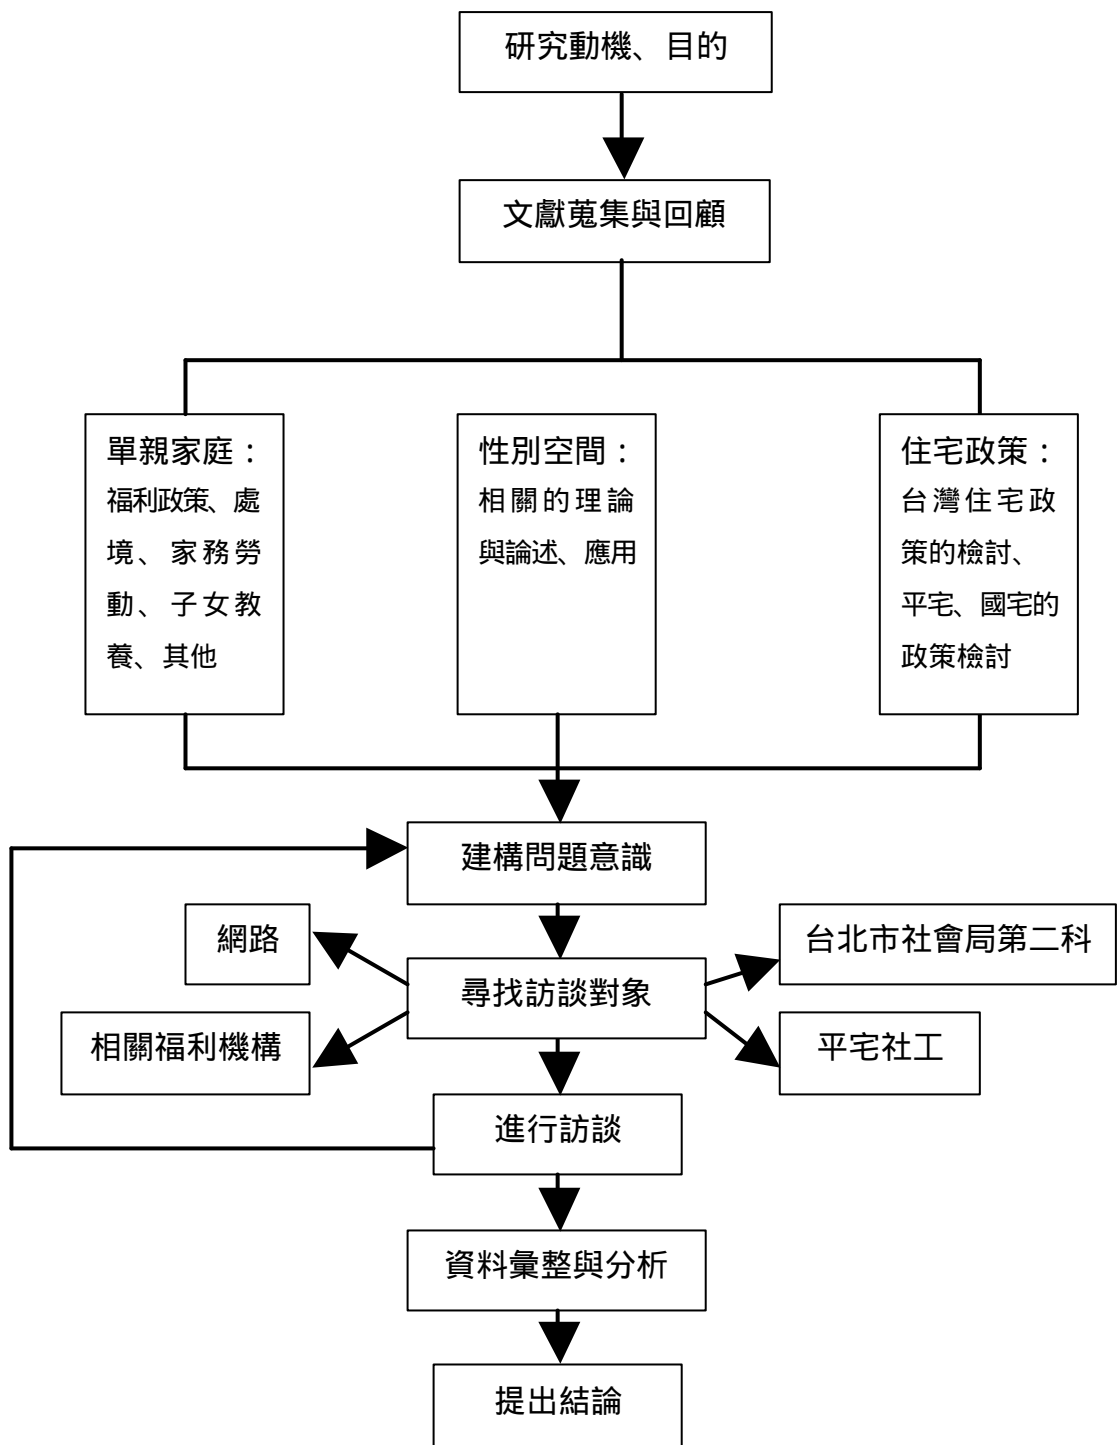 研究動機、目的
文獻蒐集與回顧
單親家庭：
福利政策、處
境、家務勞
動、子女教
養、其他
性別空間：
相關的理論
與論述、應用
住宅政策：
台灣住宅政
策的檢討、
平宅、國宅的
政策檢討
建構問題意識
網路
台北市社會局第二科
尋找訪談對象
相關福利機構
平宅社工
進行訪談
資料彙整與分析
提出結論